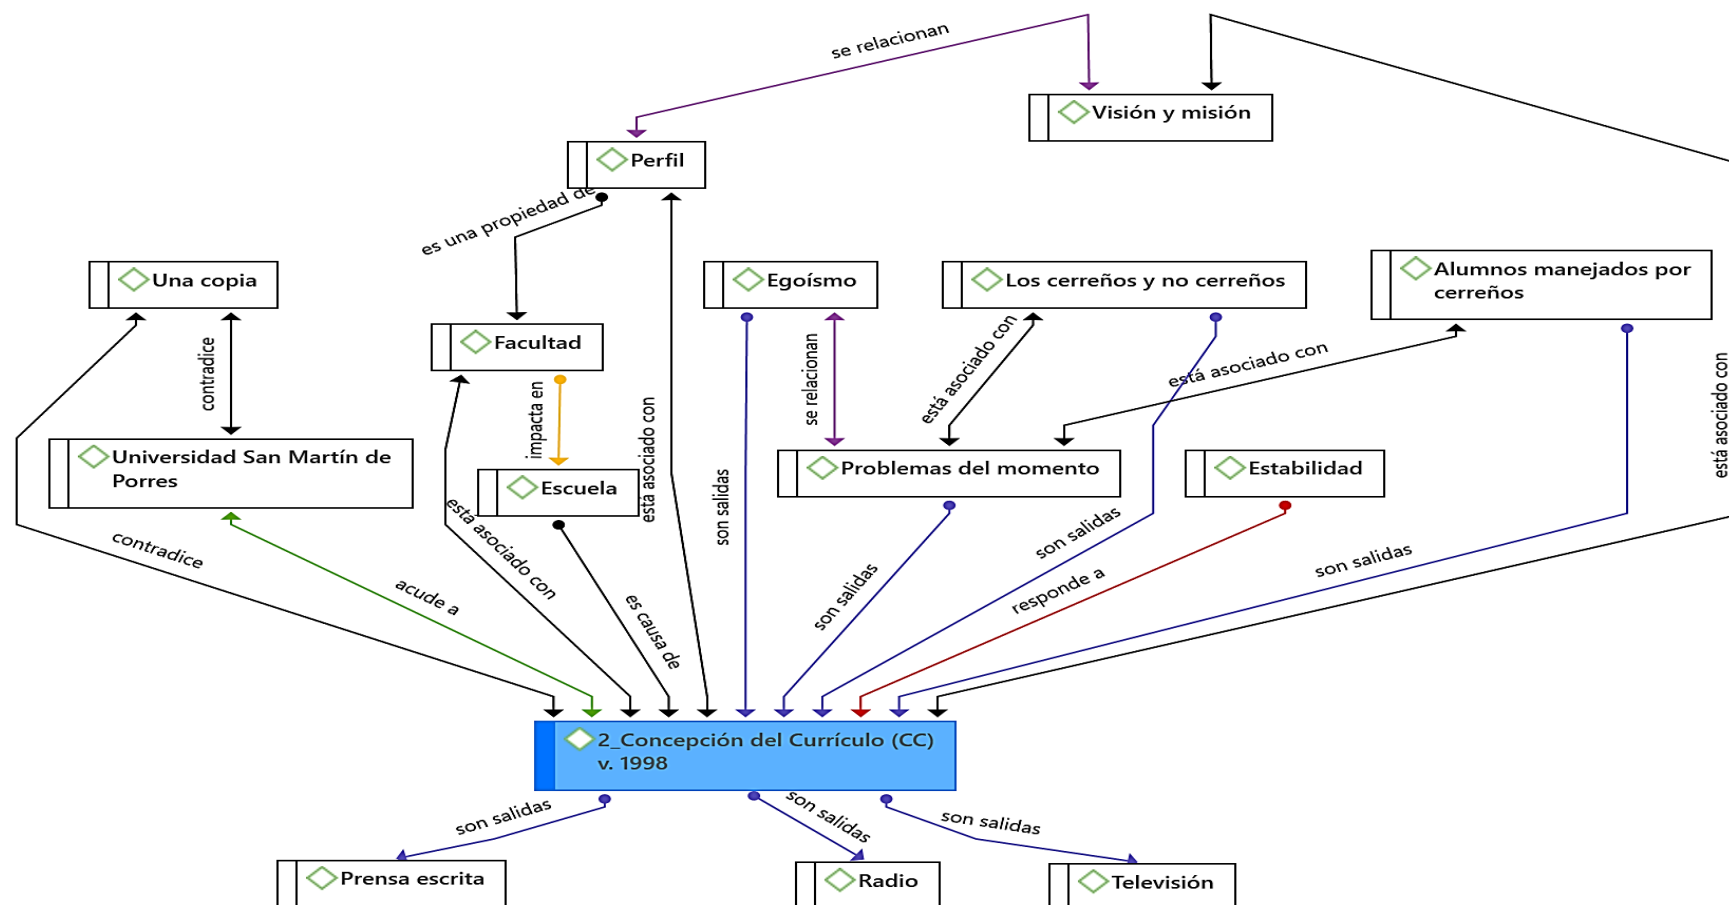 se relacionan
Visión y misión
Perfil
es una propiedad de
Una copia
Egoísmo
Los cerreños y no cerreños
Alumnos manejados por
cerreños
contradice
Facultad
se relacionan
está asociado con
está asociado con
está asociado con
impacta en
está asociado con
Universidad San Martín de
Porres
Escuela
Problemas del momento
Estabilidad
son salidas
contradice
está asociado con
acude a
es causa de
son salidas
son salidas
responde a
son salidas
2_Concepción del Currículo (CC)
v. 1998
son salidas
son salidas
son salidas
Prensa escrita
Radio
Televisión